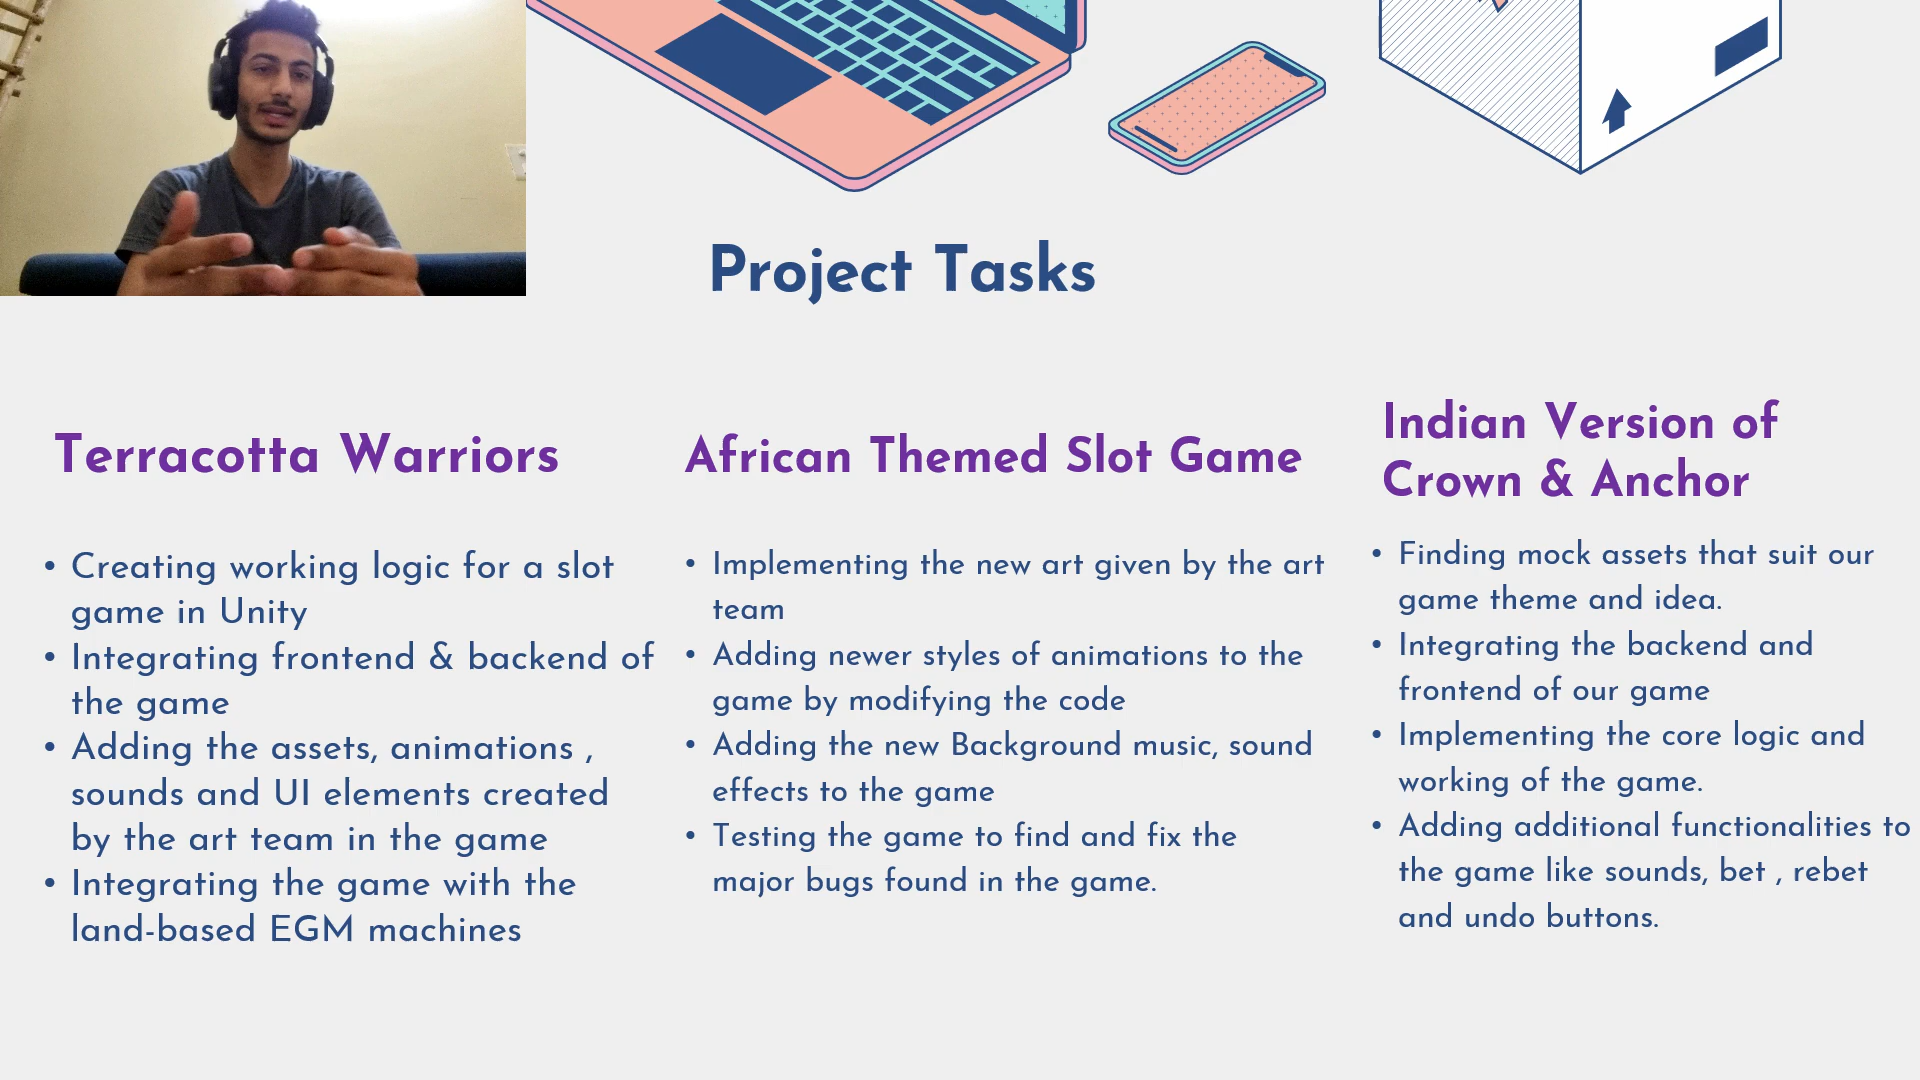 Project Tasks
Terracotta Warriors
• Creating working logic for a slot
game in Unity
• Integrating frontend & backend of
the game
• Adding the assets, animations ,
sounds and UI elements created
by the art team in the game
• Integrating the game with the
land-based EGM machines
African Themed Slot Game
• Implementing the new art given by the art
team
• Adding newer styles of animations to the
game by modifying the code
• Adding the new Background music, sound
effects to the game
• Testing the game to find and fix the
major bugs found in the game.
Indian Version of
Crown & Anchor
• Finding mock assets that suit our
game theme and idea.
• Integrating the backend and
frontend of our game
• Implementing the core logic and
working of the game.
• Adding additional functionalities to
the game like sounds, bet , rebet
and undo buttons.